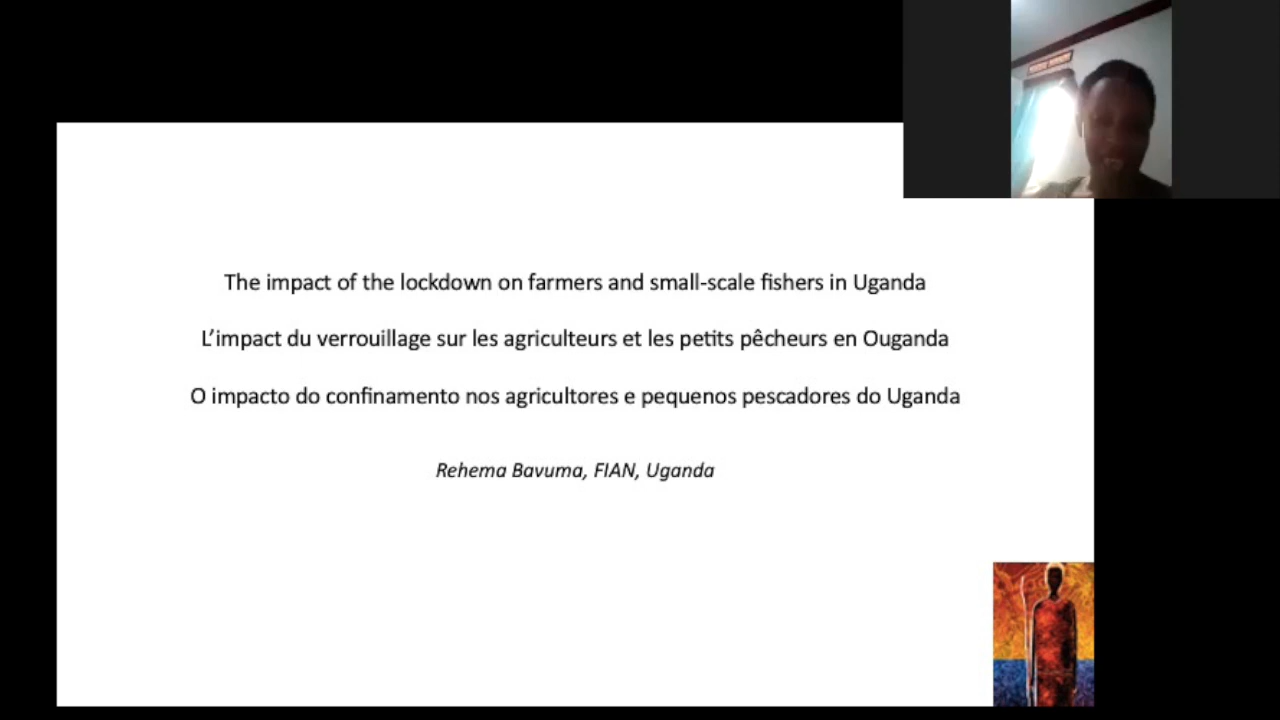 The impact of the lockdown on farmers and small-scale fishers in Uganda
L’impact du verrouillage sur les agriculteurs et les petits pêcheurs en Ouganda
O impacto do confinamento nos agricultores e pequenos pescadores do Uganda
Rehema Bavuma, FIAN, Uganda